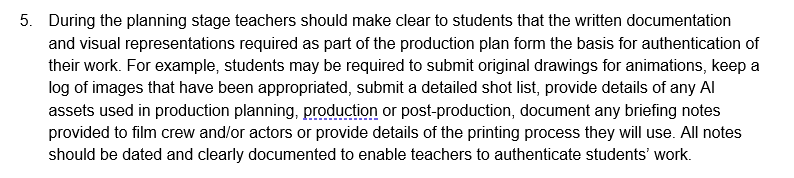 5. During the planning stage teachers should make clear to students that the written documentation
and visual representations required as part of the production plan form the basis for authentication of
their work. For example, students may be required to submit original drawings for animations, keep a
log of images that have been appropriated, submit a detailed shot list, provide details of any AI
assets used in production planning, production or post-production, document any briefing notes
provided to film crew and/or actors or provide details of the printing process they will use. All notes
should be dated and clearly documented to enable teachers to authenticate students’ work.